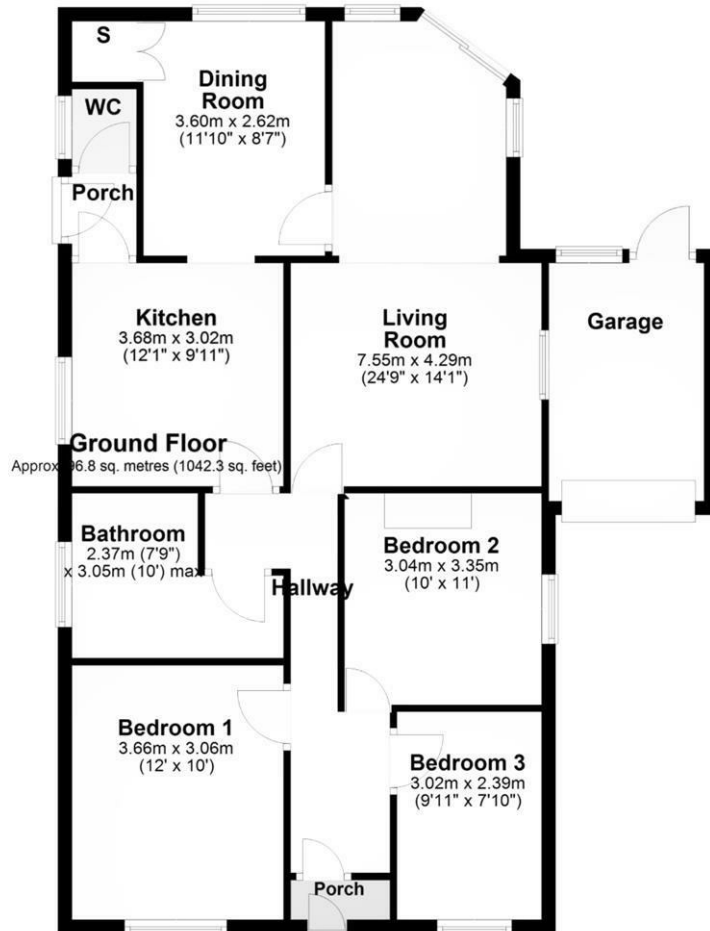 S
Dining
Room
3.60m x 2.62m
(11'10" x 8'7")
WC
Porch
Kitchen
3.68m x 3.02m
(12'1" x 9'11")
Living
Room
7.55m x 4.29m
(24'9" x 14'1")
Garage
Ground Floor
Approx. 96.8 sq. metres (1042.3 sq. feet)
Bathroom
2.37m (7'9")
x 3.05m (10') max
Hallway
Bedroom 2
3.04m x 3.35m
(10' x 11')
Bedroom 1
3.66m x 3.06m
(12' x 10')
Bedroom 3
3.02m x 2.39m
(9'11" x 7'10")
Porch